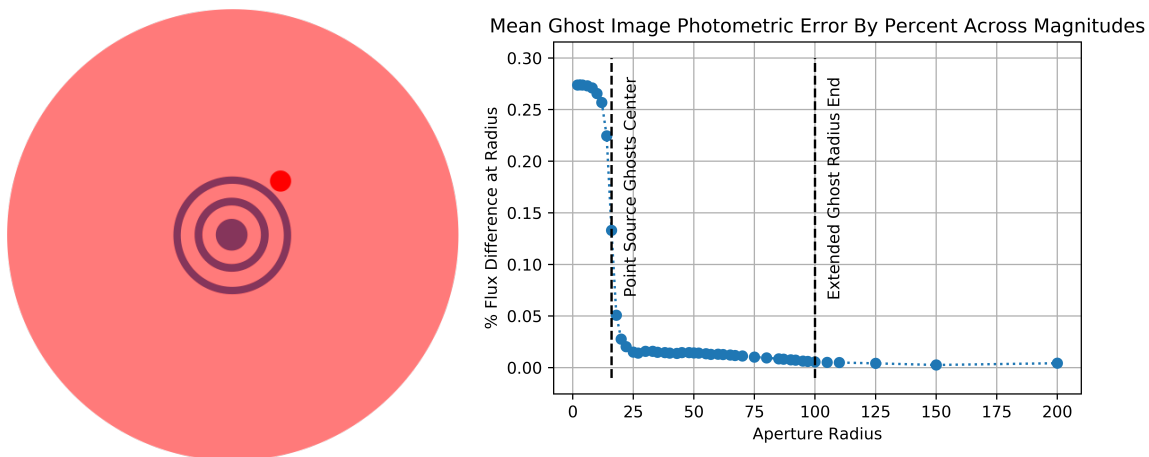 Mean Ghost Image Photometric Error By Percent Across Magnitudes
% Flux Difference at Radius
0.30
0.25
0.20
0.15
0.10
0.05
0.00
Point Source Ghosts Center
Extended Ghost Radius End
0 25 50 75 100 125 150 175 200
Aperture Radius